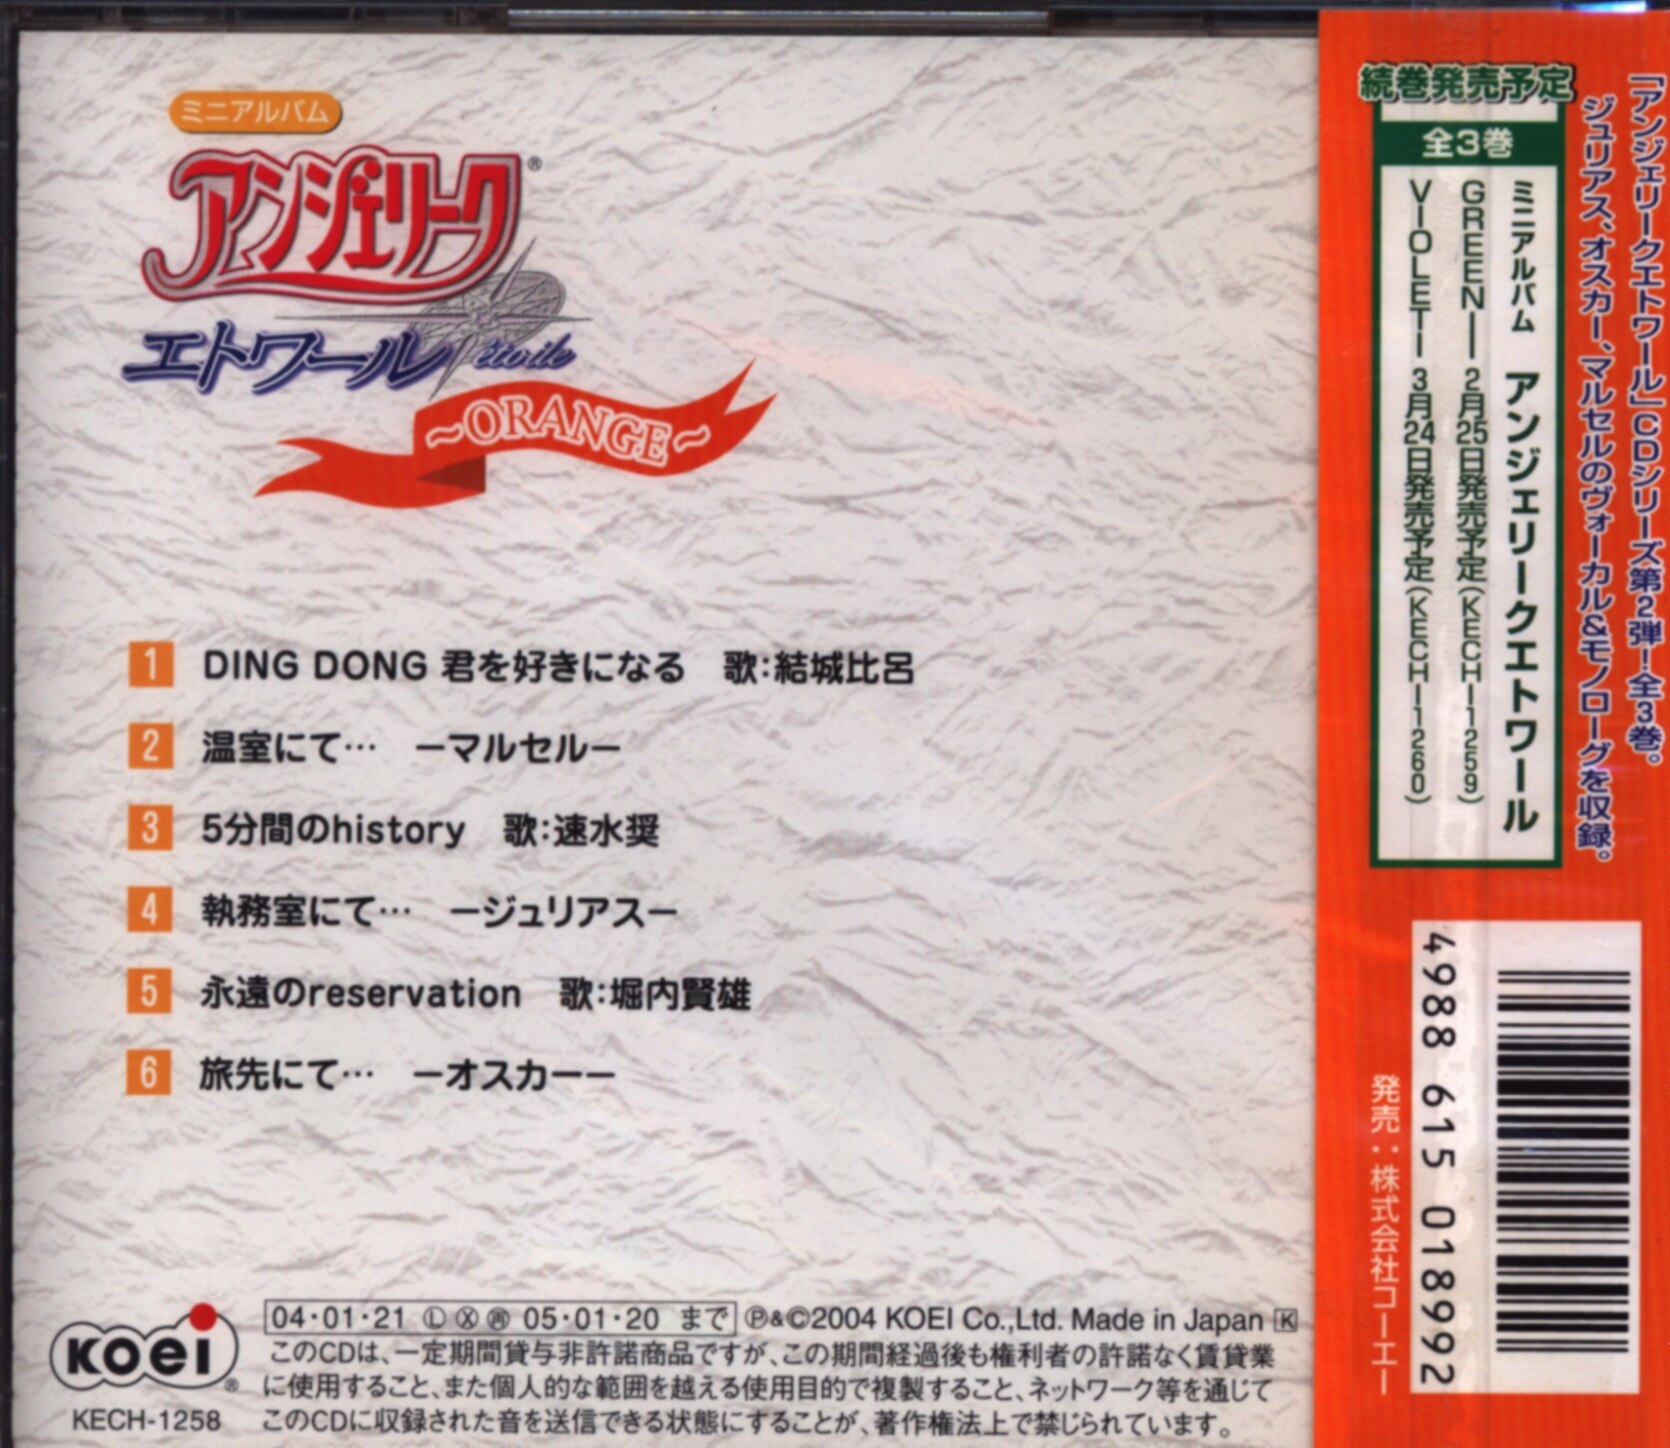 ミニアルバム
アンジェリーク®
エトワール
Étoile
～ORANGE～
1 DING DONG 君を好きになる 歌:結城比呂
2 温室にて… －マルセル－
3 5分間のhistory 歌:速水奨
4 執務室にて… －ジュリアス－
5 永遠のreservation 歌:堀内賢雄
6 旅先にて… －オスカー－
KOEI®
KECH-1258
04・01・21 Ⓛ Ⓧ ㊞ 05・01・20 まで Ⓟ&©2004 KOEI Co.,Ltd. Made in Japan K
このCDは、一定期間貸与非許諾商品ですが、この期間経過後も権利者の許諾なく賃貸業
に使用すること、また個人的な範囲を越える使用目的で複製すること、ネットワーク等を通じて
このCDに収録された音を送信できる状態にすることが、著作権法上で禁じられています。
「アンジェリークエトワール」CDシリーズ第2弾!全3巻。
ジュリアス、オスカー、マルセルのヴォーカル&モノローグを収録。
続巻発売予定
全3巻
ミニアルバム アンジェリークエトワール
GREEN― 2月25日発売予定(KECH-1259)
VIOLET― 3月24日発売予定(KECH-1260)
4988 615 018992
発売:株式会社コーエー